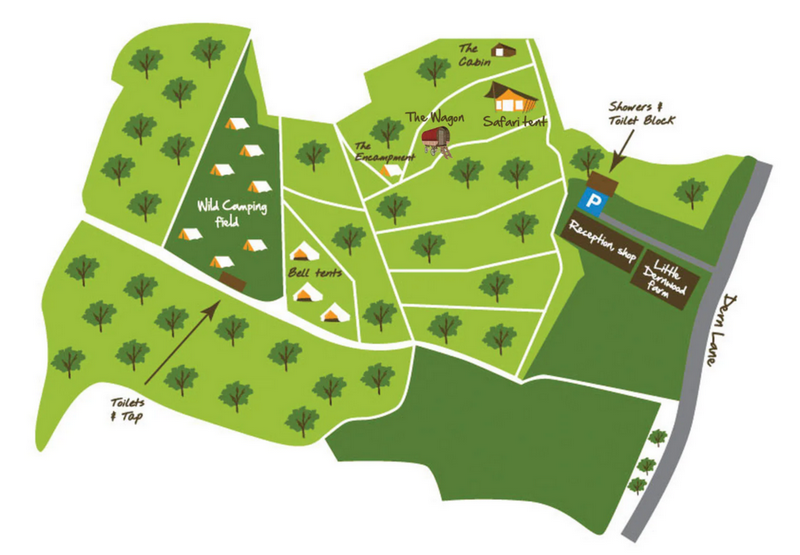 The
Cabin
Showers &
Toilet Block
The Wagon
Safari tent
The
Encampment
P
Wild Camping
field
Reception, shop
Little
Dernwood
farm
Bell tents
Dern Lane
Toilets
& Tap